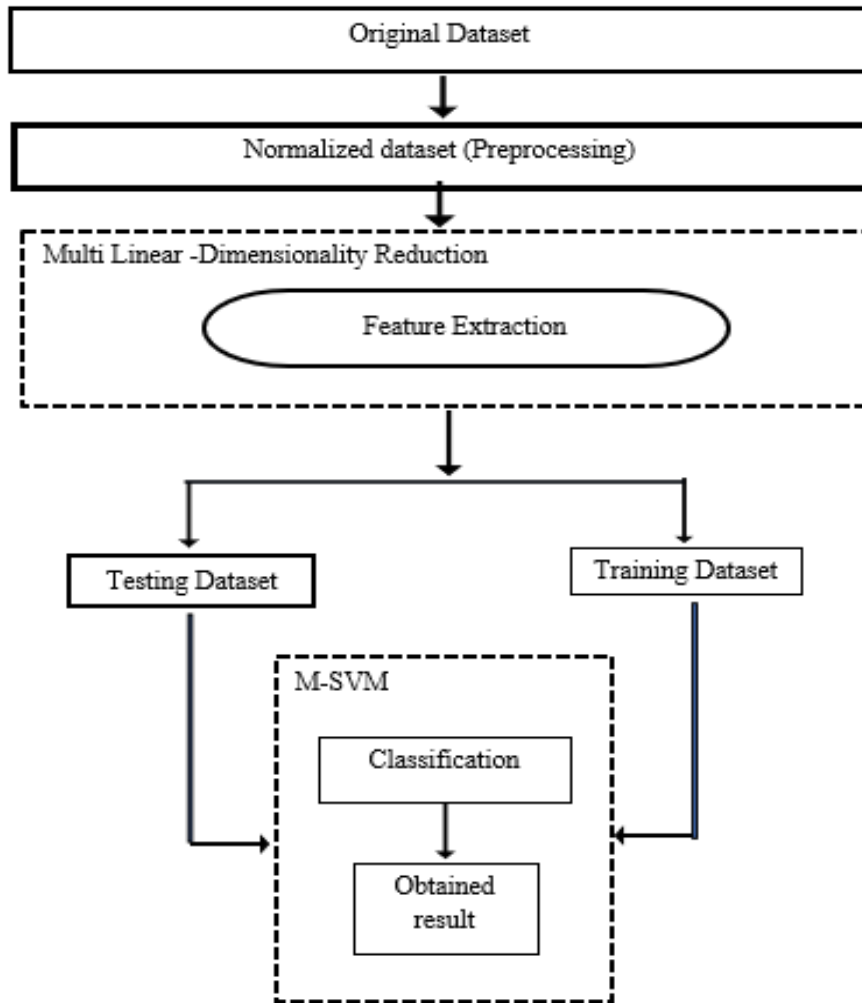 Original Dataset
Normalized dataset (Preprocessing)
Multi Linear -Dimensionality Reduction
Feature Extraction
Testing Dataset
Training Dataset
M-SVM
Classification
Obtained
result